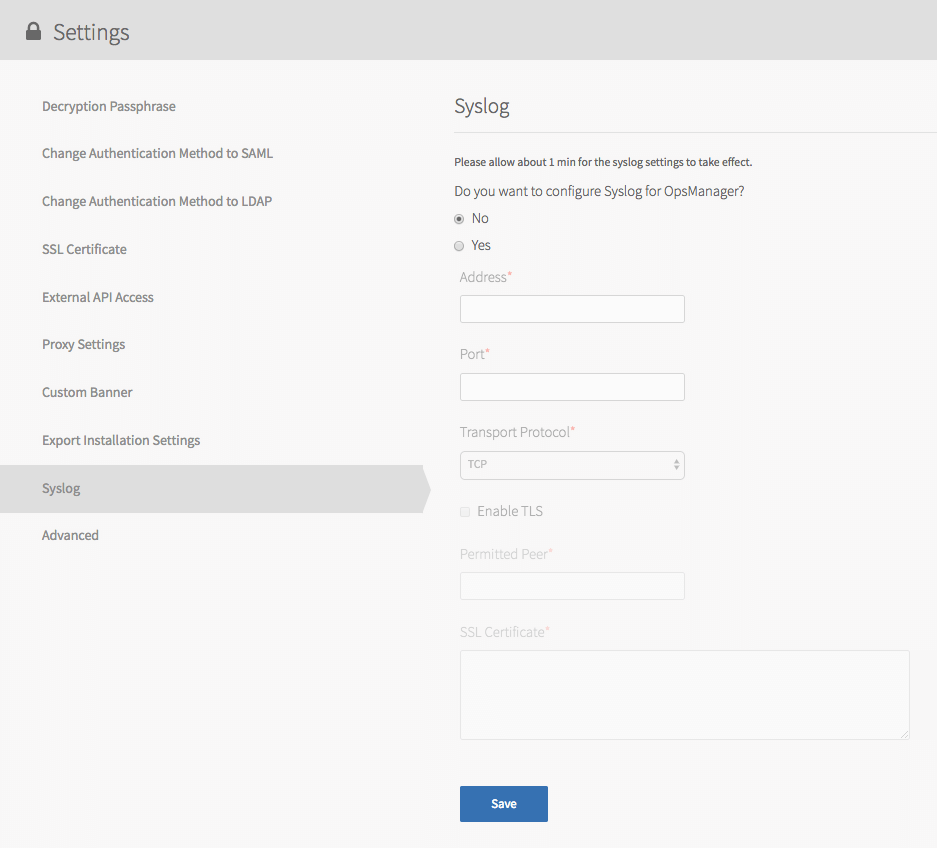 Settings
Decryption Passphrase
Change Authentication Method to SAML
Change Authentication Method to LDAP
SSL Certificate
External API Access
Proxy Settings
Custom Banner
Export Installation Settings
Syslog
Advanced
Syslog
Please allow about 1 min for the syslog settings to take effect.
Do you want to configure Syslog for OpsManager?
No
Yes
Address*
Port*
Transport Protocol*
TCP
Enable TLS
Permitted Peer*
SSL Certificate*
Save